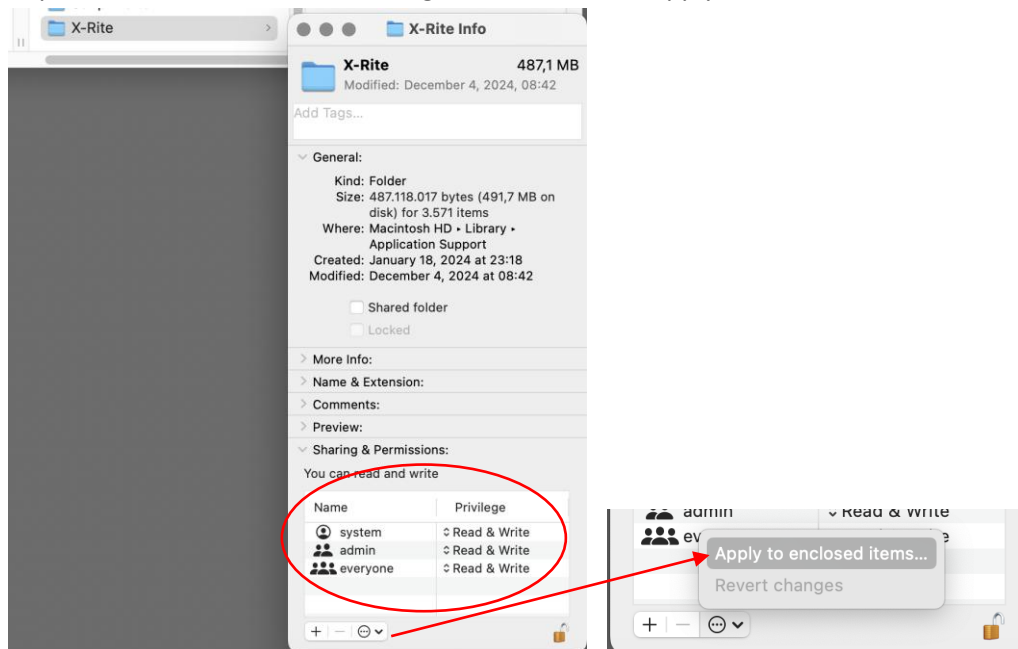 X-Rite
X-Rite Info
X-Rite 487,1 MB
Modified: December 4, 2024, 08:42
Add Tags...
General:
Kind: Folder
Size: 487.118.017 bytes (491,7 MB on
disk) for 3.571 items
Where: Macintosh HD ▸ Library ▸
Application Support
Created: January 18, 2024 at 23:18
Modified: December 4, 2024 at 08:42
Shared folder
Locked
More Info:
Name & Extension:
Comments:
Preview:
Sharing & Permissions:
You can read and write
Name Privilege
system Read & Write
admin Read & Write
everyone Read & Write
admin Read & Write
ev
Apply to enclosed items...
Revert changes